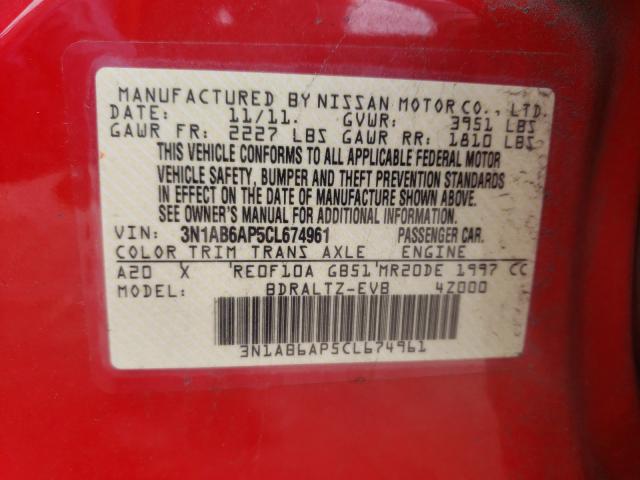 MANUFACTURED BY NISSAN MOTOR CO., LTD.
DATE: 11/11. GVWR: 3951 LBS
GAWR FR: 2227 LBS GAWR RR: 1810 LBS
THIS VEHICLE CONFORMS TO ALL APPLICABLE FEDERAL MOTOR
VEHICLE SAFETY, BUMPER AND THEFT PREVENTION STANDARDS
IN EFFECT ON THE DATE OF MANUFACTURE SHOWN ABOVE.
SEE OWNER'S MANUAL FOR ADDITIONAL INFORMATION.
VIN: 3N1AB6AP5CL674961 PASSENGER CAR.
COLOR TRIM TRANS AXLE ENGINE
A20 X 'RE0F10A GB51'MR20DE 1997 CC
MODEL: BDRALTZ-EVB 4Z000
3N1AB6AP5CL674961